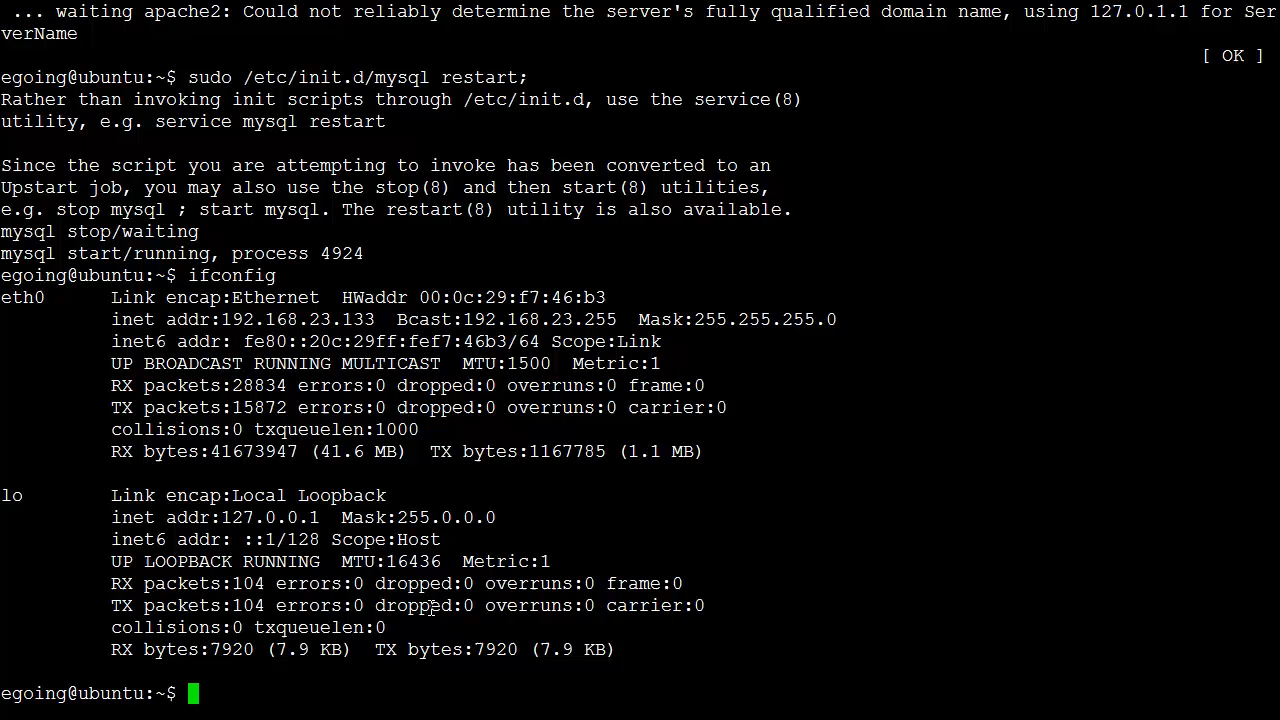 ... waiting apache2: Could not reliably determine the server's fully qualified domain name, using 127.0.1.1 for Ser
verName
[ OK ]
egoing@ubuntu:~$ sudo /etc/init.d/mysql restart;
Rather than invoking init scripts through /etc/init.d, use the service(8)
utility, e.g. service mysql restart
Since the script you are attempting to invoke has been converted to an
Upstart job, you may also use the stop(8) and then start(8) utilities,
e.g. stop mysql ; start mysql. The restart(8) utility is also available.
mysql stop/waiting
mysql start/running, process 4924
egoing@ubuntu:~$ ifconfig
eth0      Link encap:Ethernet  HWaddr 00:0c:29:f7:46:b3
          inet addr:192.168.23.133  Bcast:192.168.23.255  Mask:255.255.255.0
          inet6 addr: fe80::20c:29ff:fef7:46b3/64 Scope:Link
          UP BROADCAST RUNNING MULTICAST  MTU:1500  Metric:1
          RX packets:28834 errors:0 dropped:0 overruns:0 frame:0
          TX packets:15872 errors:0 dropped:0 overruns:0 carrier:0
          collisions:0 txqueuelen:1000
          RX bytes:41673947 (41.6 MB)  TX bytes:1167785 (1.1 MB)
lo        Link encap:Local Loopback
          inet addr:127.0.0.1  Mask:255.0.0.0
          inet6 addr: ::1/128 Scope:Host
          UP LOOPBACK RUNNING  MTU:16436  Metric:1
          RX packets:104 errors:0 dropped:0 overruns:0 frame:0
          TX packets:104 errors:0 dropped:0 overruns:0 carrier:0
          collisions:0 txqueuelen:0
          RX bytes:7920 (7.9 KB)  TX bytes:7920 (7.9 KB)
egoing@ubuntu:~$